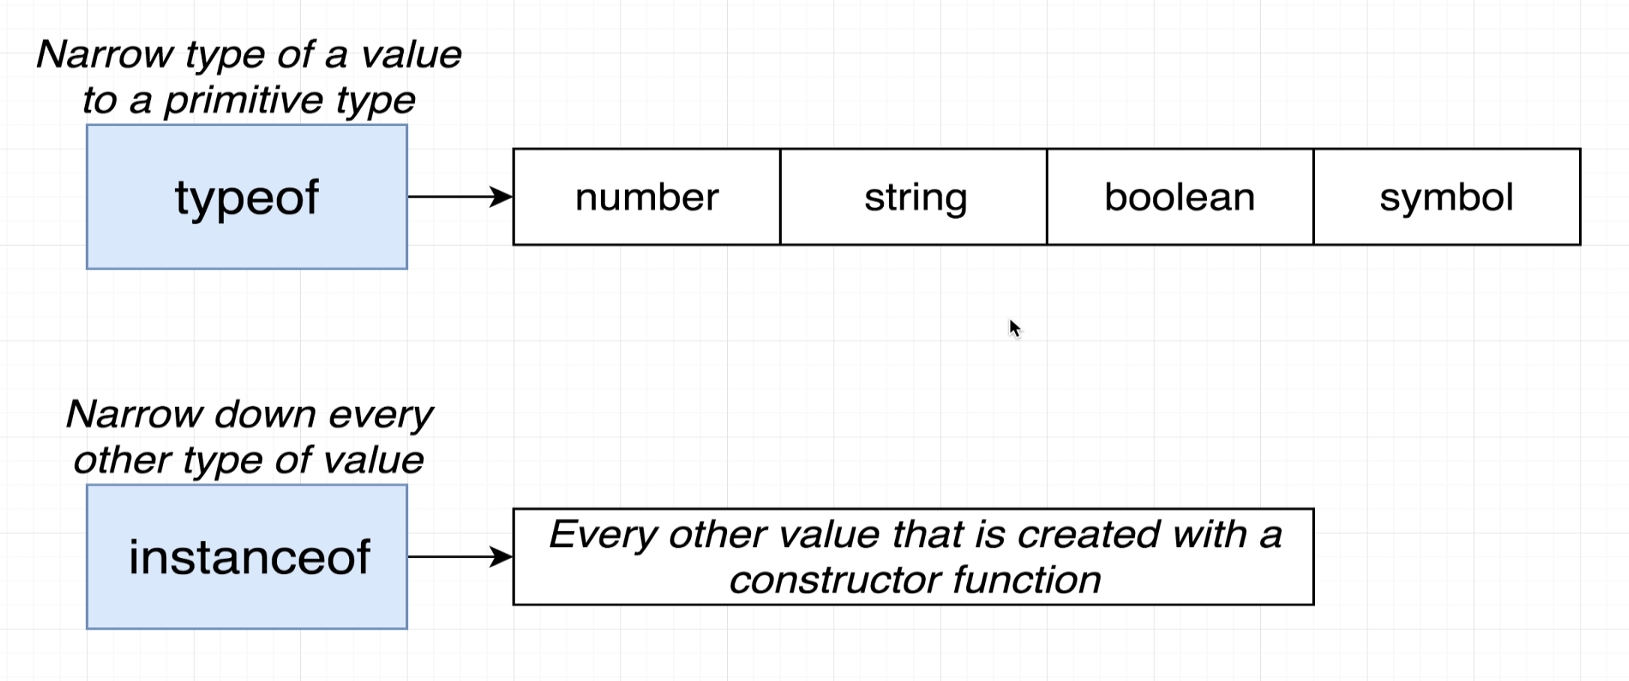 Narrow type of a value
to a primitive type
typeof
number
string
boolean
symbol
Narrow down every
other type of value
instanceof
Every other value that is created with a
constructor function